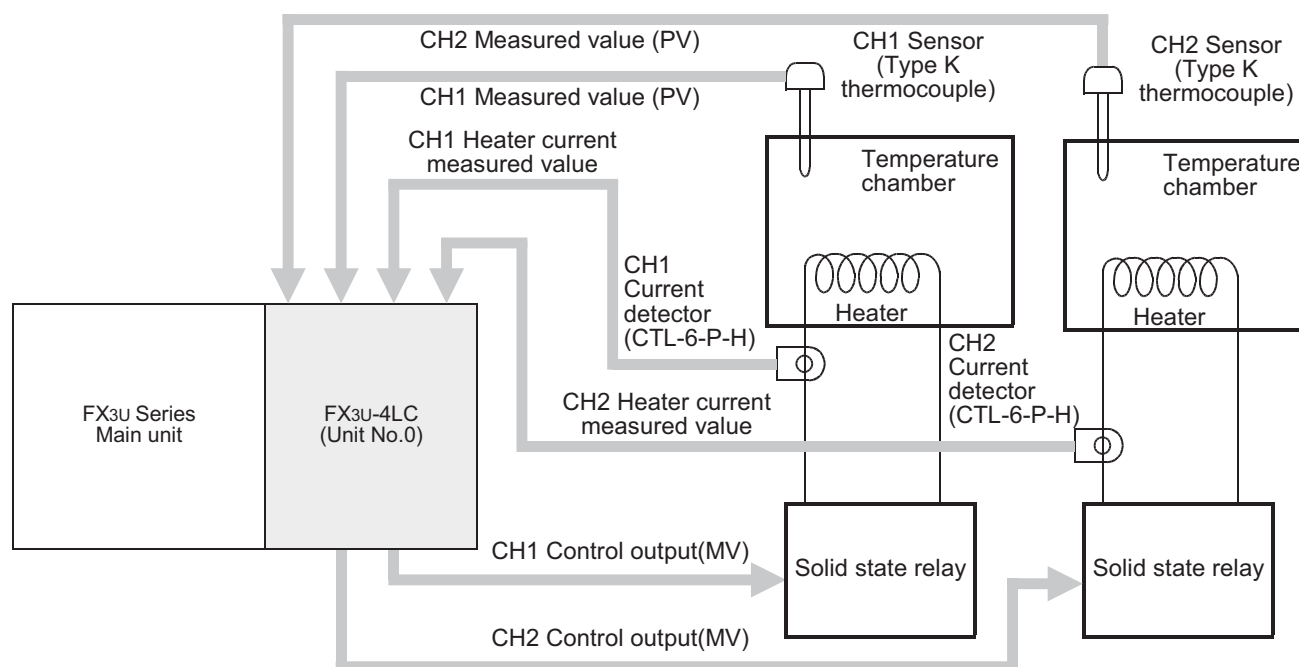 CH2 Measured value (PV)
CH1 Sensor
(Type K
thermocouple)
CH2 Sensor
(Type K
thermocouple)
CH1 Measured value (PV)
CH1 Heater current
measured value
Temperature
chamber
Temperature
chamber
CH1
Current
detector
(CTL-6-P-H)
Heater
Heater
CH2
Current
detector
(CTL-6-P-H)
CH2 Heater current
measured value
FX3U Series
Main unit
FX3U-4LC
(Unit No.0)
CH1 Control output(MV)
Solid state relay
Solid state relay
CH2 Control output(MV)